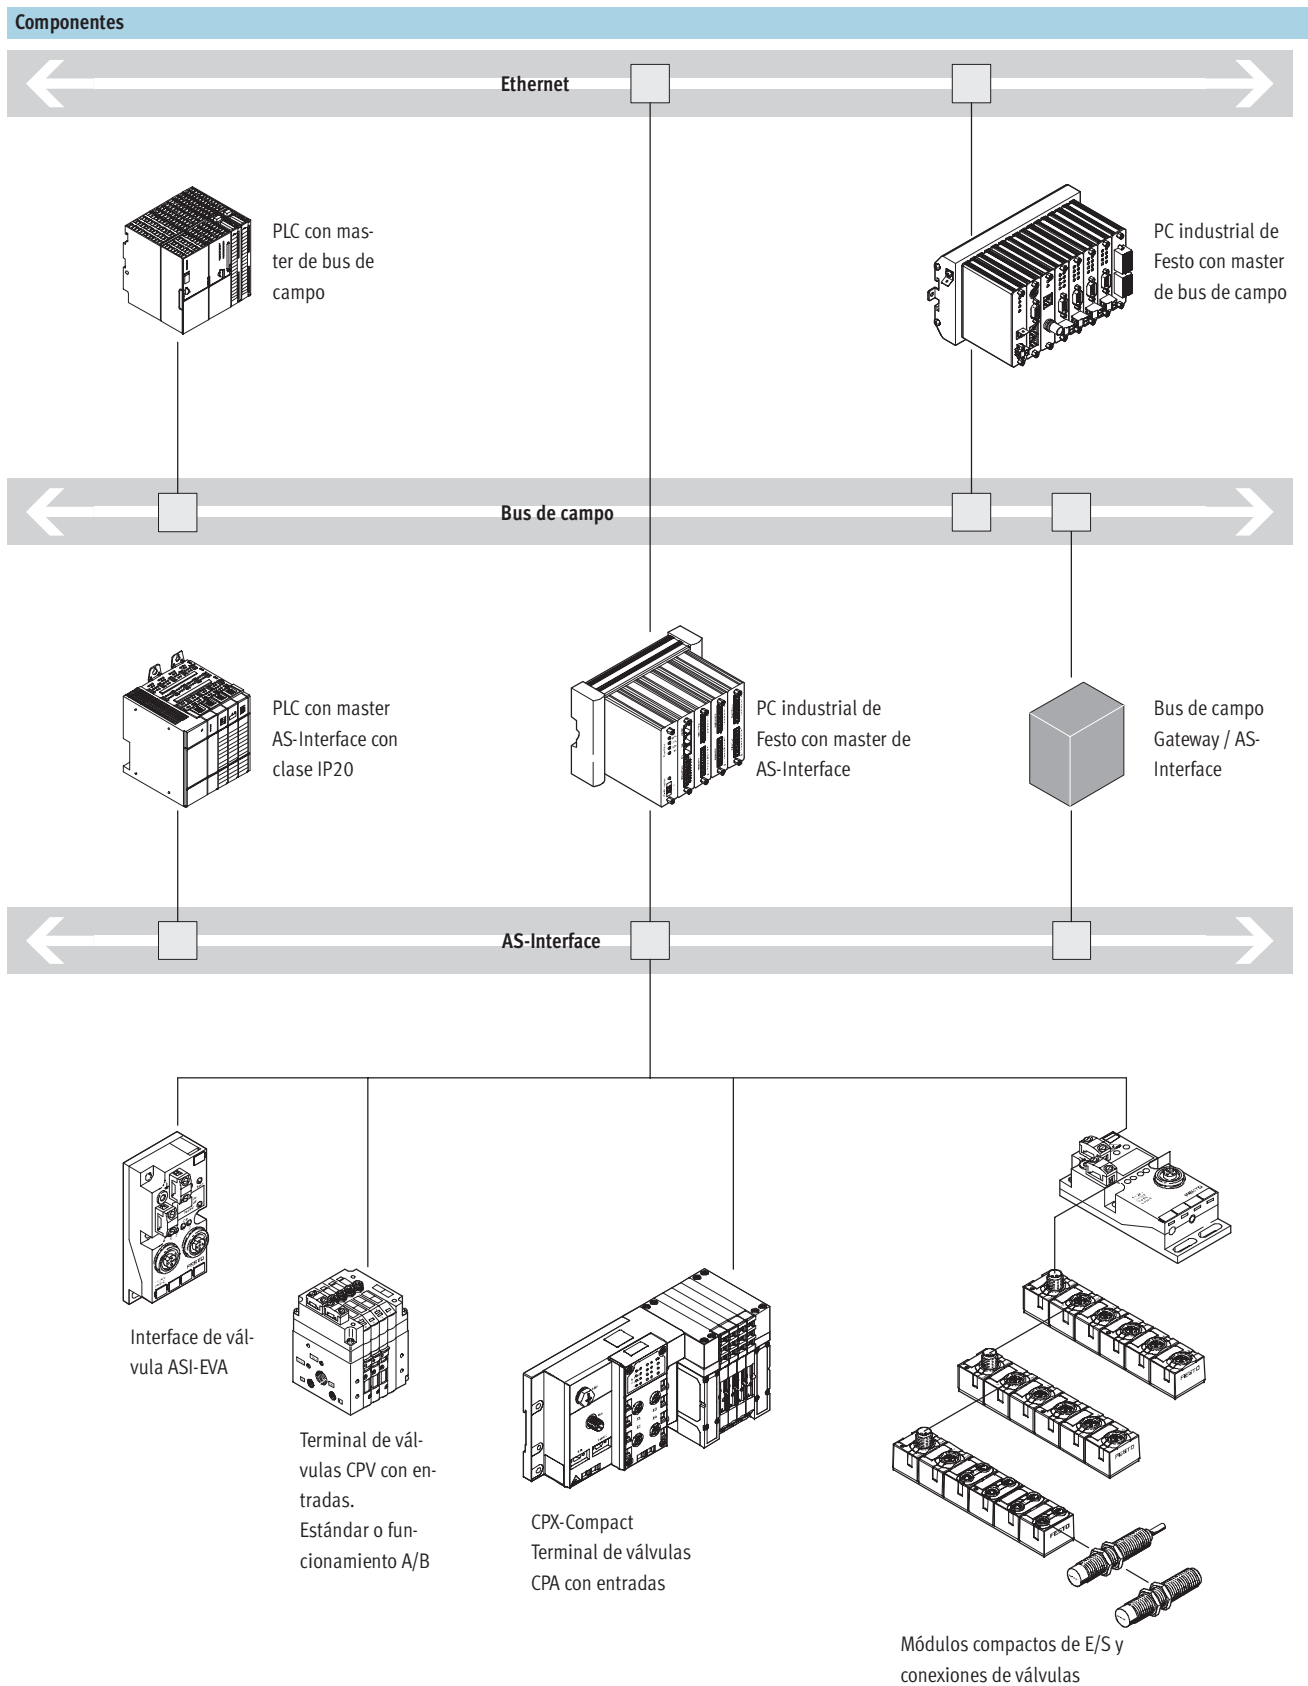 Componentes
Ethernet
PLC con mas-
ter de bus de
campo
PC industrial de
Festo con master
de bus de campo
Bus de campo
PLC con master
AS-Interface con
clase IP20
PC industrial de
Festo con master de
AS-Interface
Bus de campo
Gateway / AS-
Interface
AS-Interface
Interface de vál-
vula ASI-EVA
Terminal de vál-
vulas CPV con en-
tradas.
Estándar o fun-
cionamiento A/B
CPX-Compact
Terminal de válvulas
CPA con entradas
FESTO
FESTO
FESTO
FESTO
Módulos compactos de E/S y
conexiones de válvulas